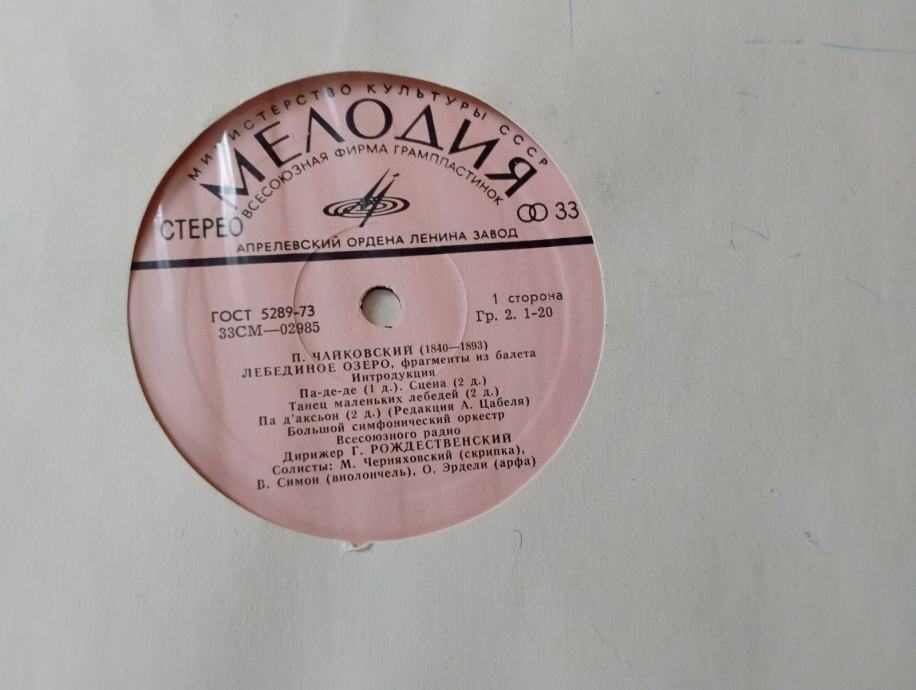 МИНИСТЕРСТВО КУЛЬТУРЫ СССР
МЕЛОДИЯ
ВСЕСОЮЗНАЯ ФИРМА ГРАМПЛАСТИНОК
СТЕРЕО
33
АПРЕЛЕВСКИЙ ОРДЕНА ЛЕНИНА ЗАВОД
ГОСТ 5289-73
33СМ—02985
1 сторона
Гр. 2. 1-20
П. ЧАЙКОВСКИЙ (1840—1893)
ЛЕБЕДИНОЕ ОЗЕРО, фрагменты из балета
Интродукция
Па-де-де (1 д.). Сцена (2 д.)
Танец маленьких лебедей (2 д.)
Па д'аксьон (2 д.) (Редакция А. Цабеля)
Большой симфонический оркестр
Всесоюзного радио
Дирижер Г. РОЖДЕСТВЕНСКИЙ
Солисты: М. Черняховский (скрипка),
В. Симон (виолончель), О. Эрдели (арфа)